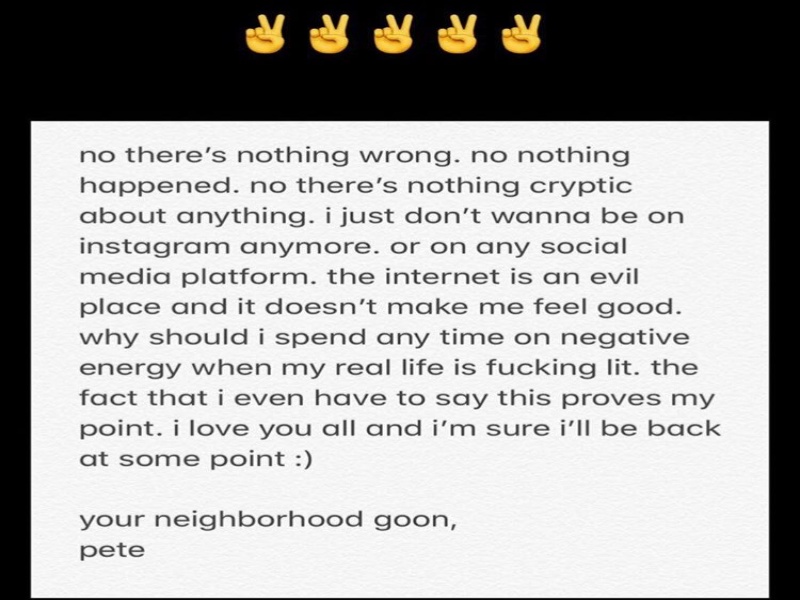 ✌️✌️✌️✌️✌️
no there’s nothing wrong. no nothing
happened. no there’s nothing cryptic
about anything. i just don’t wanna be on
instagram anymore. or on any social
media platform. the internet is an evil
place and it doesn’t make me feel good.
why should i spend any time on negative
energy when my real life is fucking lit. the
fact that i even have to say this proves my
point. i love you all and i’m sure i’ll be back
at some point :)

your neighborhood goon,
pete